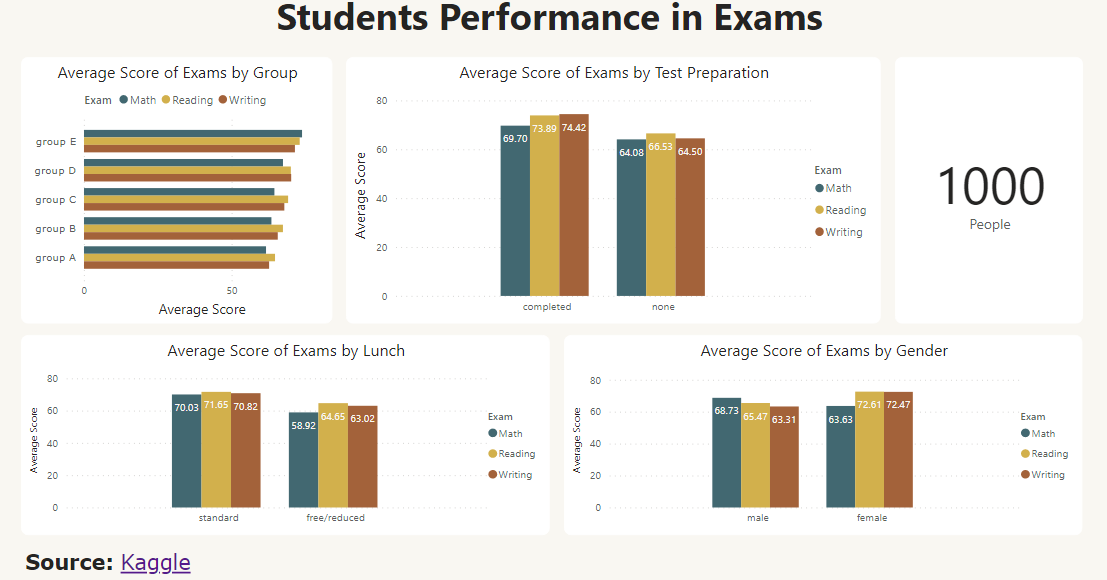 Students Performance in Exams
Average Score of Exams by Group
Exam Math Reading Writing
group E
group D
group C
group B
group A
0 50
Average Score
Average Score of Exams by Test Preparation
80
60
40
20
0
Average Score
69.70 73.89 74.42
64.08 66.53 64.50
completed none
Exam
Math
Reading
Writing
1000
People
Average Score of Exams by Lunch
80
60
40
20
0
Average Score
70.03 71.65 70.82
58.92 64.65 63.02
standard free/reduced
Exam
Math
Reading
Writing
Average Score of Exams by Gender
80
60
40
20
0
Average Score
68.73 65.47 63.31
63.63 72.61 72.47
male female
Exam
Math
Reading
Writing
Source: Kaggle